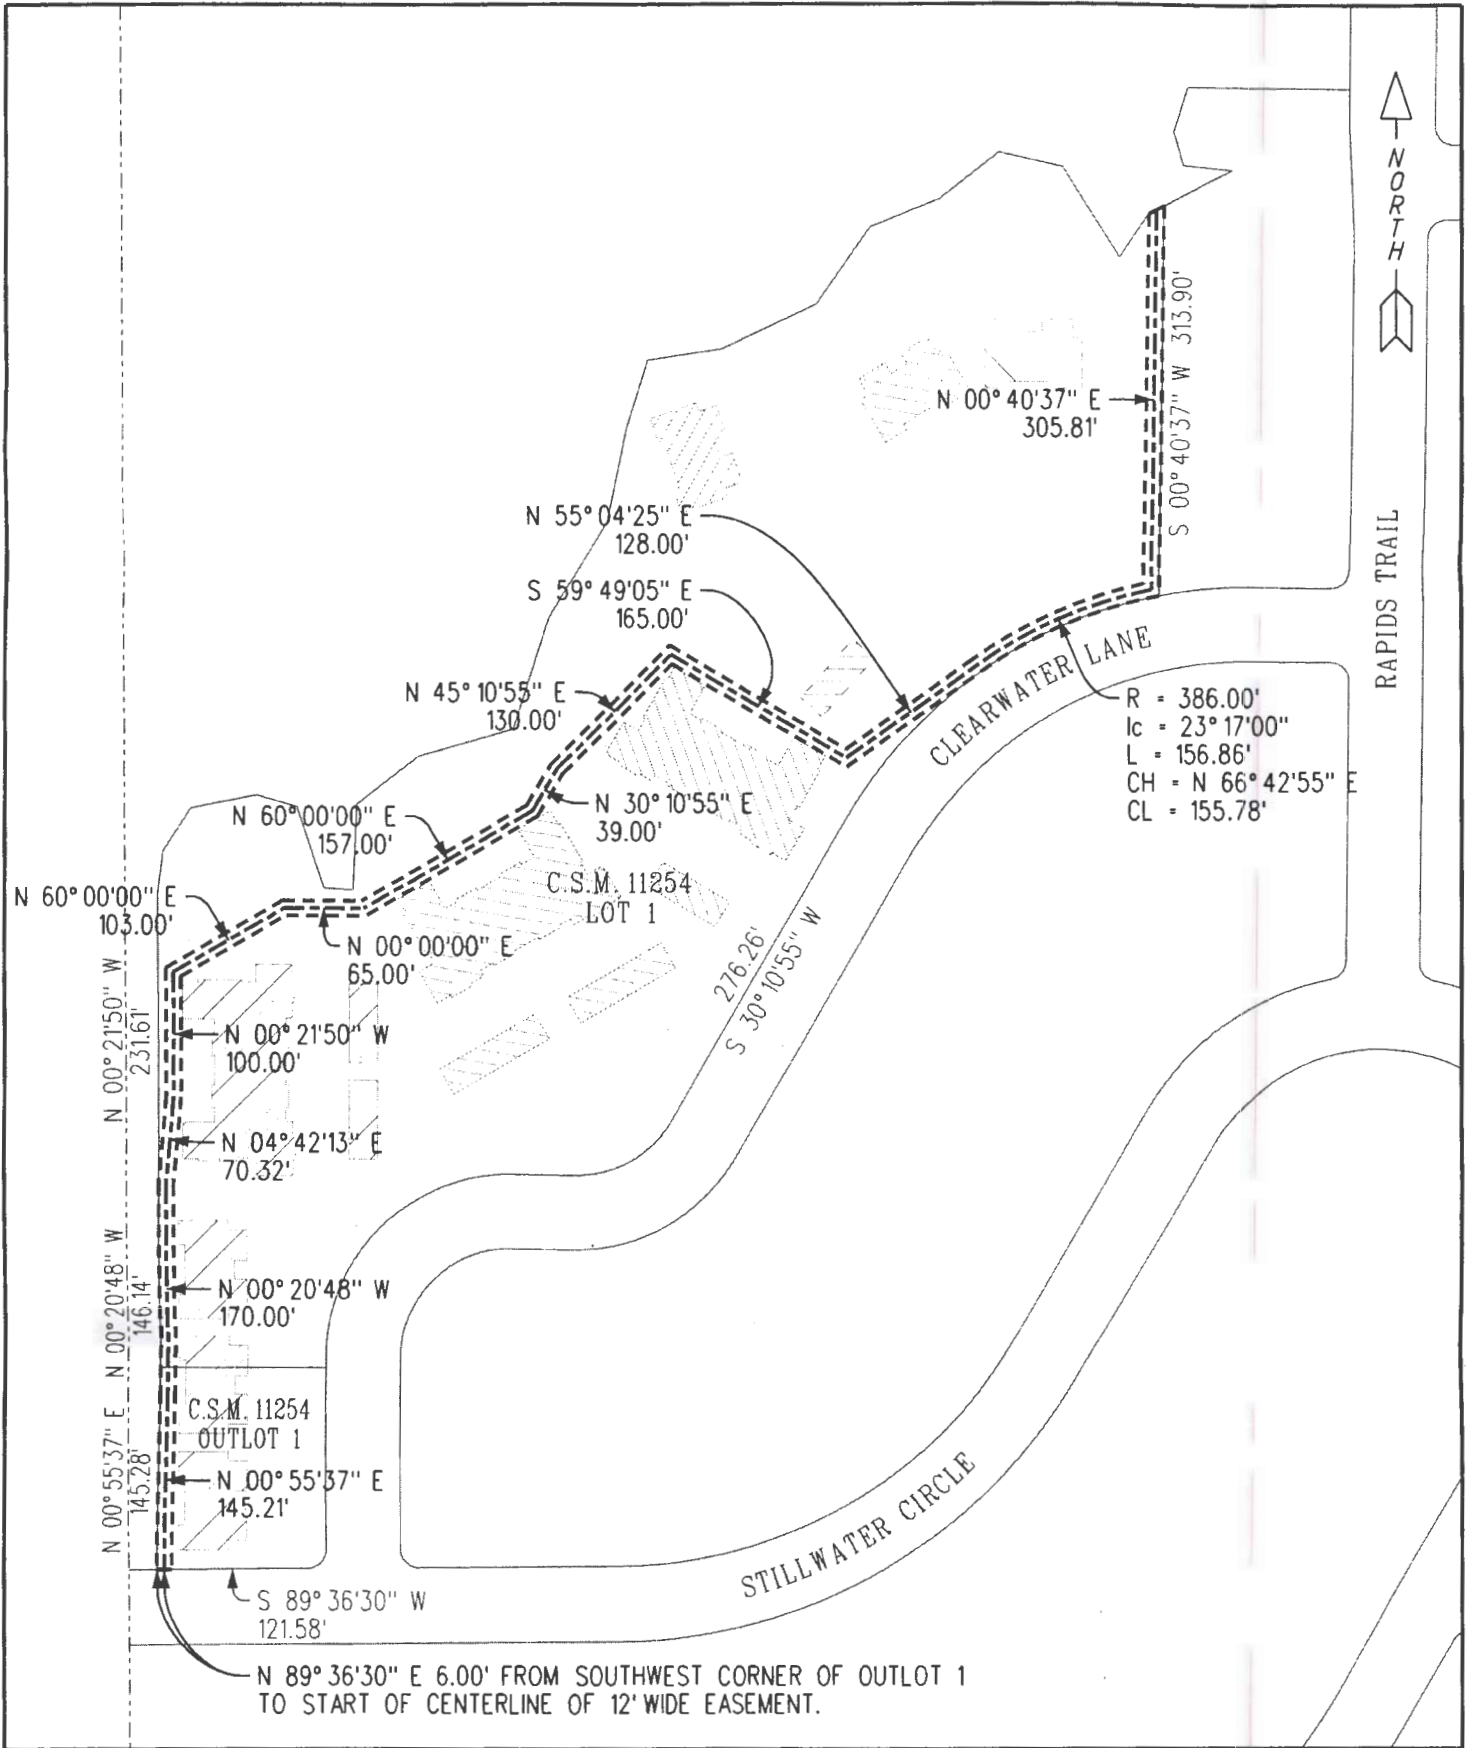 NORTH
S 00°40'37" W 313.90'
N 00°40'37" E
305.81'
N 55°04'25" E
128.00'
S 59°49'05" E
165.00'
RAPIDS TRAIL
CLEARWATER LANE
N 45°10'55" E
130.00'
R = 386.00'
Ic = 23°17'00"
L = 156.86'
CH = N 66°42'55" E
CL = 155.78'
N 60°00'00" E
157.00'
N 30°10'55" E
39.00'
C.S.M. 11254
LOT 1
N 60°00'00" E
103.00'
N 00°00'00" E
65.00'
276.26'
S 30°10'55" W
N 00°21'50" W
231.61'
N 00°21'50" W
100.00'
N 04°42'13" E
70.32'
N 00°20'48" W
146.14'
N 00°20'48" W
170.00'
C.S.M. 11254
OUTLOT 1
N 00°55'37" E
145.28'
N 00°55'37" E
145.21'
STILLWATER CIRCLE
S 89°36'30" W
121.58'
N 89°36'30" E 6.00' FROM SOUTHWEST CORNER OF OUTLOT 1
TO START OF CENTERLINE OF 12' WIDE EASEMENT.